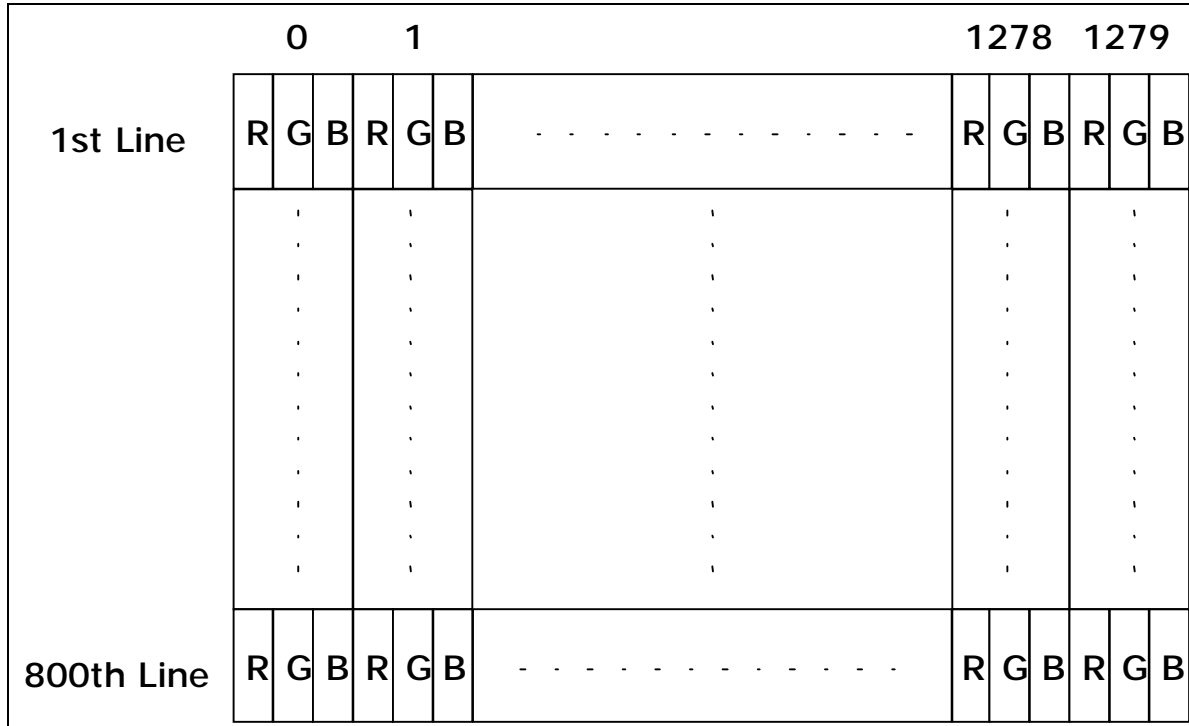 0 1 1278 1279
1st Line R G B R G B - - - - - - - - - - - - R G B R G B
800th Line R G B R G B - - - - - - - - - - - - R G B R G B